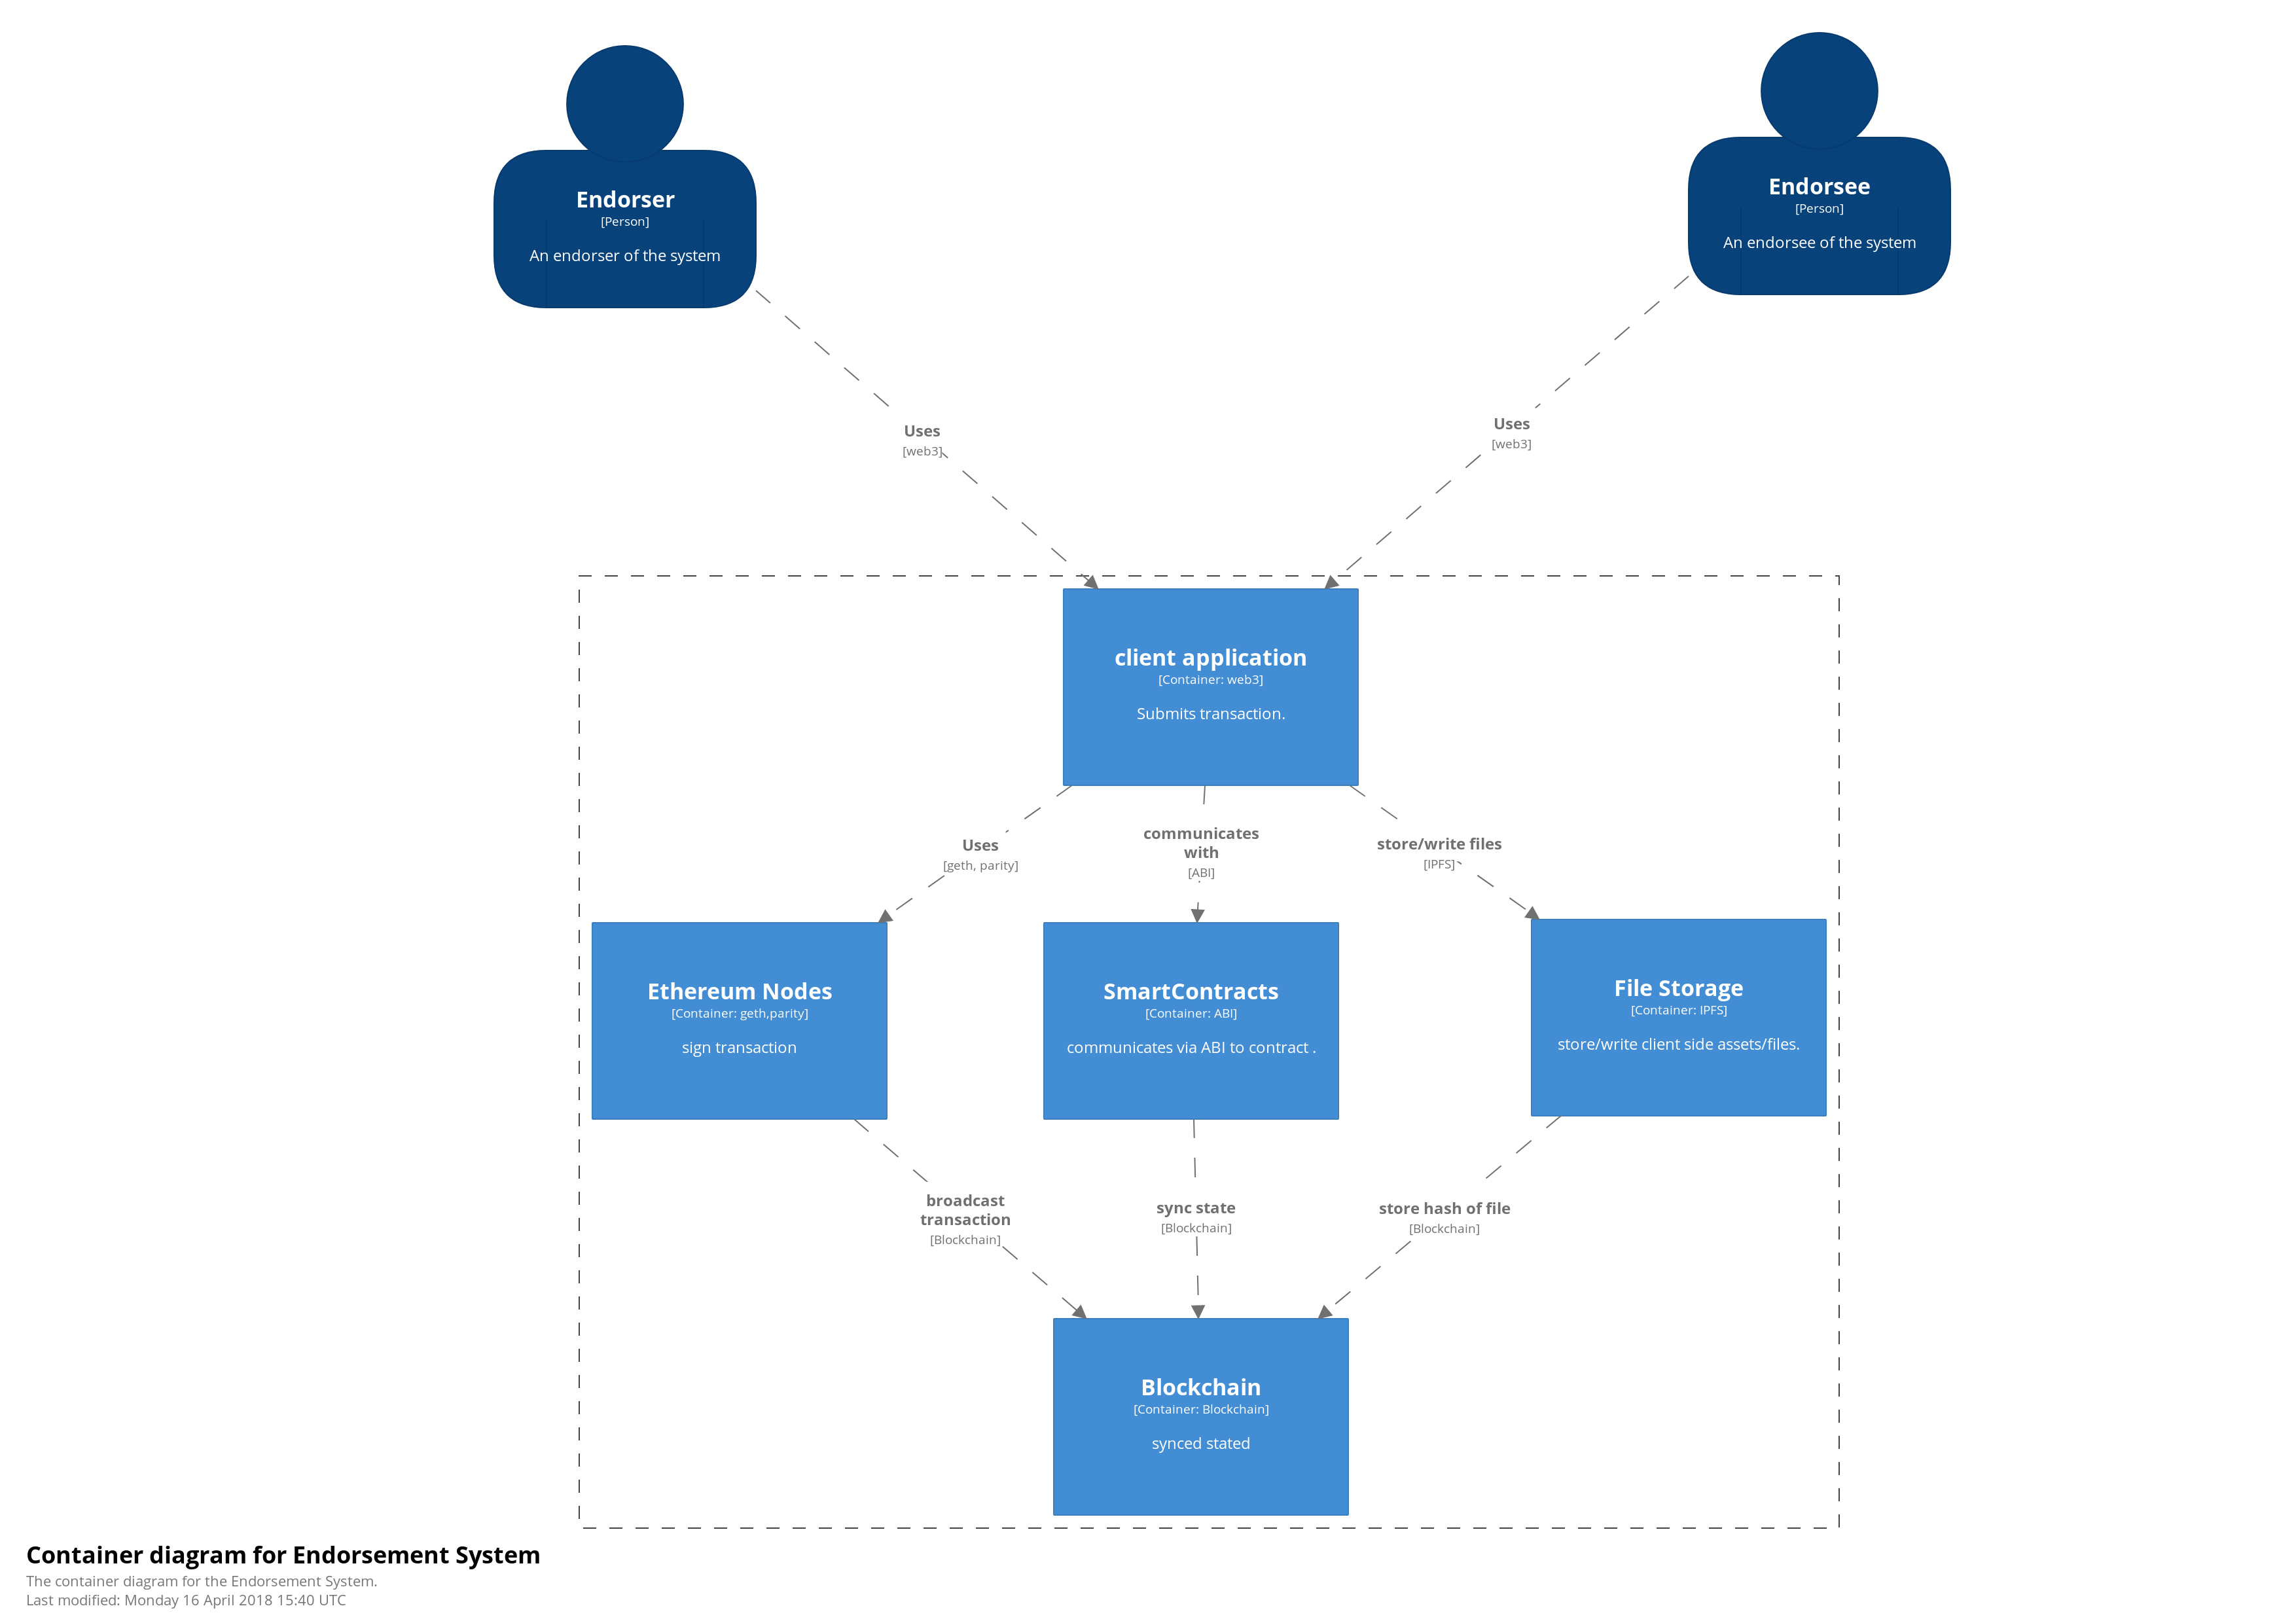 Endorser
[Person]
An endorser of the system
Endorsee
[Person]
An endorsee of the system
Uses
[web3]
Uses
[web3]
client application
[Container: web3]
Submits transaction.
Uses
[geth, parity]
communicates
with
[ABI]
store/write files
[IPFS]
Ethereum Nodes
[Container: geth,parity]
sign transaction
SmartContracts
[Container: ABI]
communicates via ABI to contract .
File Storage
[Container: IPFS]
store/write client side assets/files.
broadcast
transaction
[Blockchain]
sync state
[Blockchain]
store hash of file
[Blockchain]
Blockchain
[Container: Blockchain]
synced stated
Container diagram for Endorsement System
The container diagram for the Endorsement System.
Last modified: Monday 16 April 2018 15:40 UTC